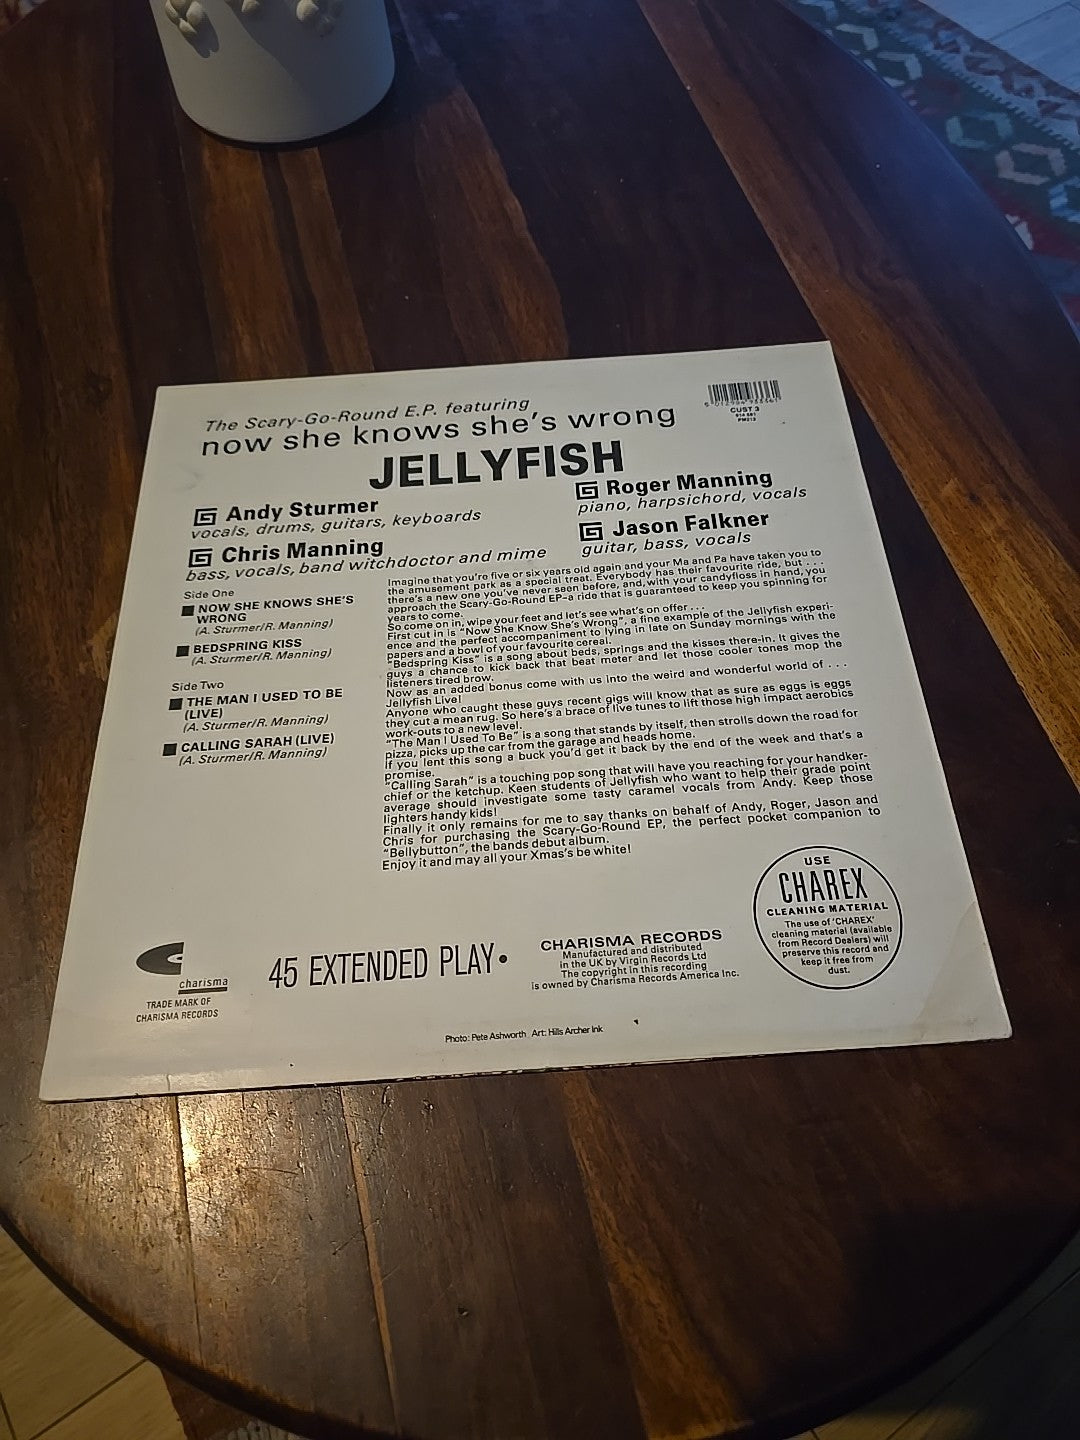 The Scary-Go-Round E.P. featuring
now she knows she's wrong
JELLYFISH
CUST 3
Andy Sturmer
vocals, drums, guitars, keyboards
Chris Manning
bass, vocals, band witchdoctor and mime
Roger Manning
piano, harpsichord, vocals
Jason Falkner
guitar, bass, vocals
Side One
NOW SHE KNOWS SHE'S
WRONG
(A. Sturmer/R. Manning)
BEDSPRING KISS
(A. Sturmer/R. Manning)
Side Two
THE MAN I USED TO BE
(LIVE)
(A. Sturmer/R. Manning)
CALLING SARAH (LIVE)
(A. Sturmer/R. Manning)
Imagine that you're five or six years old again and your Ma and Pa have taken you to
the amusement park as a special treat. Everybody has their favourite ride, but . . .
there's a new one you've never seen before, and, with your candyfloss in hand, you
approach the Scary-Go-Round EP–a ride that is guaranteed to keep you spinning for
years to come.
So come on in, wipe your feet and let's see what's on offer . . .
First cut in is "Now She Know She's Wrong", a fine example of the Jellyfish experi-
ence and the perfect accompaniment to lying in late on Sunday mornings with the
papers and a bowl of your favourite cereal.
"Bedspring Kiss" is a song about beds, springs and the kisses there-in. It gives the
guys a chance to kick back that beat meter and let those cooler tones mop the
listeners tired brow.
Now as an added bonus come with us into the weird and wonderful world of . . .
Jellyfish Live!
Anyone who caught these guys recent gigs will know that as sure as eggs is eggs
they cut a mean rug. So here's a brace of live tunes to lift those high impact aerobics
work-outs to a new level.
"The Man I Used To Be" is a song that stands by itself, then strolls down the road for
pizza, picks up the car from the garage and heads home.
If you lent this song a buck you'd get it back by the end of the week and that's a
promise.
"Calling Sarah" is a touching pop song that will have you reaching for your handker-
chief or the ketchup. Keen students of Jellyfish who want to help their grade point
average should investigate some tasty caramel vocals from Andy. Keep those
lighters handy kids!
Finally it only remains for me to say thanks on behalf of Andy, Roger, Jason and
Chris for purchasing the Scary-Go-Round EP, the perfect pocket companion to
"Bellybutton", the bands debut album.
Enjoy it and may all your Xmas's be white!
USE
CHAREX
CLEANING MATERIAL
The use of 'CHAREX'
cleaning material (available
from Record Dealers) will
preserve this record and
keep it free from
dust.
charisma
TRADE MARK OF
CHARISMA RECORDS
45 EXTENDED PLAY•
CHARISMA RECORDS
Manufactured and distributed
in the UK by Virgin Records Ltd
The copyright in this recording
is owned by Charisma Records America Inc.
Photo: Pete Ashworth Art: Hills Archer Ink